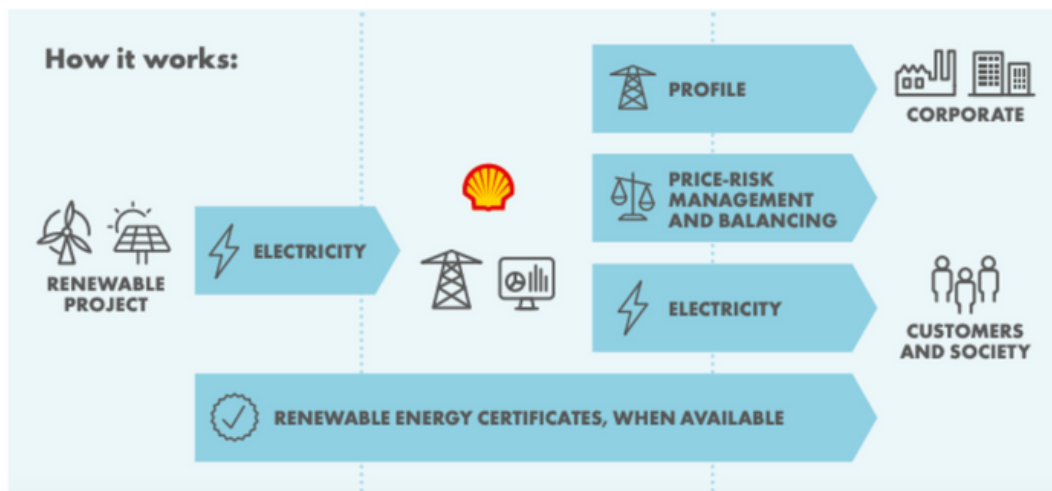 How it works:
PROFILE
CORPORATE
PRICE-RISK
MANAGEMENT
AND BALANCING
RENEWABLE
PROJECT
ELECTRICITY
ELECTRICITY
CUSTOMERS
AND SOCIETY
RENEWABLE ENERGY CERTIFICATES, WHEN AVAILABLE